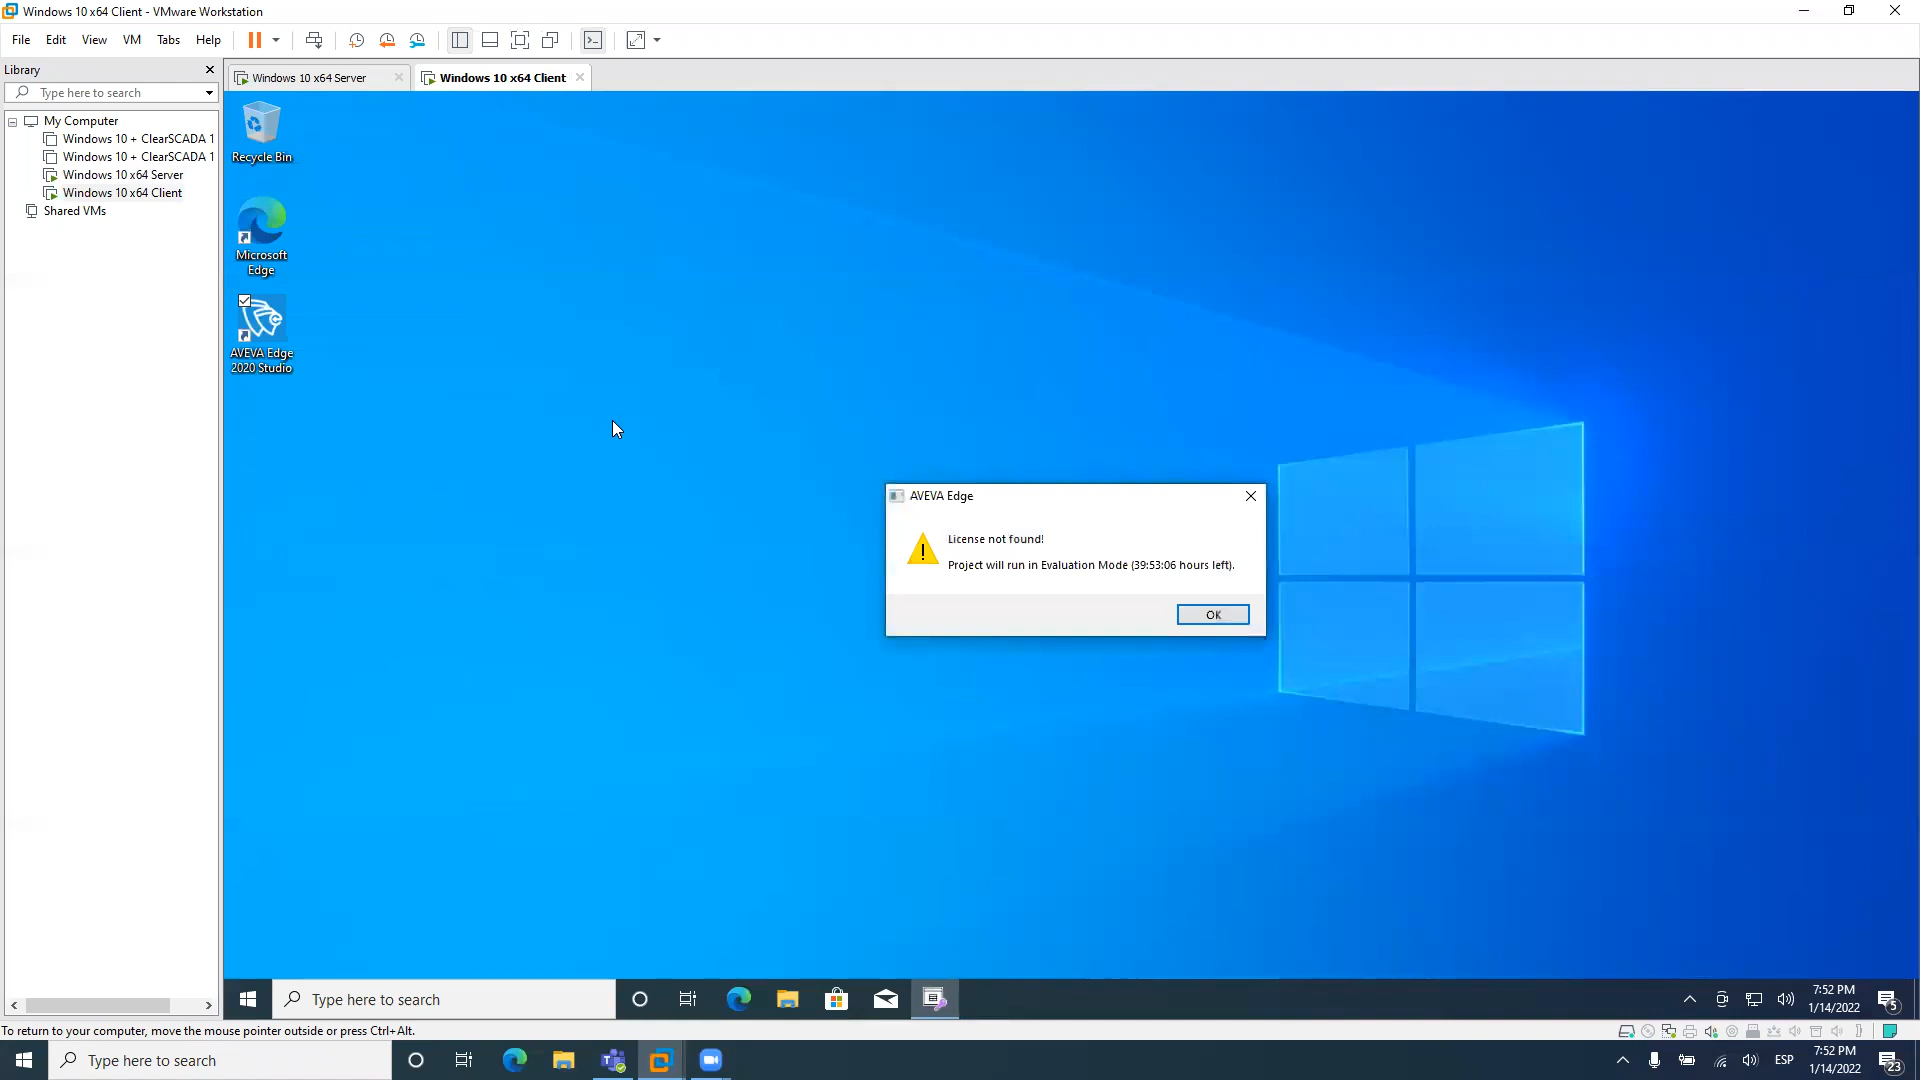 Windows 10 x64 Client - VMware Workstation
File Edit View VM Tabs Help
Library
Type here to search
Windows 10 x64 Server
Windows 10 x64 Client
My Computer
Windows 10 + ClearSCADA 1
Windows 10 + ClearSCADA 1
Windows 10 x64 Server
Windows 10 x64 Client
Shared VMs
Recycle Bin
Microsoft
Edge
AVEVA Edge
2020 Studio
AVEVA Edge
License not found!
Project will run in Evaluation Mode (39:53:06 hours left).
OK
Type here to search
7:52 PM
1/14/2022
5
To return to your computer, move the mouse pointer outside or press Ctrl+Alt.
Type here to search
ESP
7:52 PM
1/14/2022
23